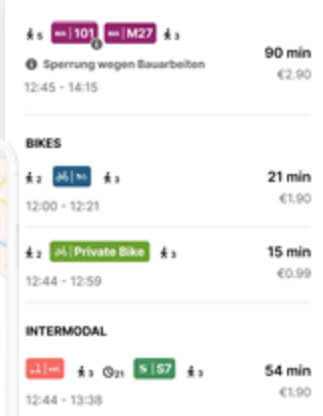 5 101 M27 3
90 min
Sperrung wegen Bauarbeiten
€2.90
12:45 - 14:15
BIKES
2 3
21 min
€1.90
12:00 - 12:21
2 Private Bike 3
15 min
€0.99
12:44 - 12:59
INTERMODAL
3 21 S S7 3
54 min
€1.90
12:44 - 13:38